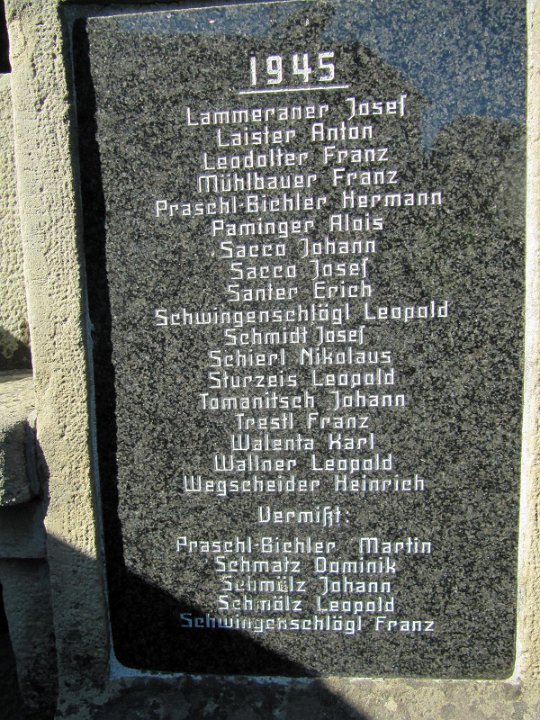 1945
Lammeraner Josef
Laister Anton
Leodolter Franz
Mühlbauer Franz
Praschl-Bichler Hermann
Paminger Alois
Sacco Johann
Sacco Josef
Santer Erich
Schwingenschlögl Leopold
Schmidt Josef
Schierl Nikolaus
Sturzeis Leopold
Tomanitsch Johann
Trestl Franz
Walenta Karl
Wallner Leopold
Wegscheider Heinrich
Vermißt:
Praschl-Bichler Martin
Schmatz Dominik
Schmölz Johann
Schmölz Leopold
Schwingenschlögl Franz